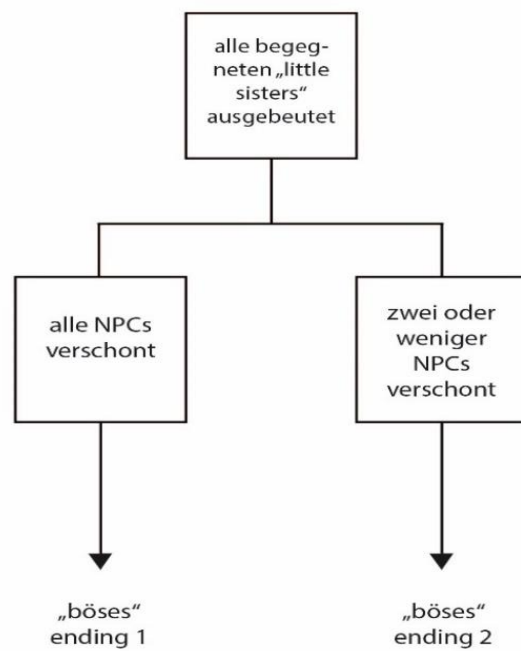 alle begeg-
neten „little
sisters“
ausgebeutet
alle NPCs
verschont
zwei oder
weniger
NPCs
verschont
„böses“
ending 1
„böses“
ending 2